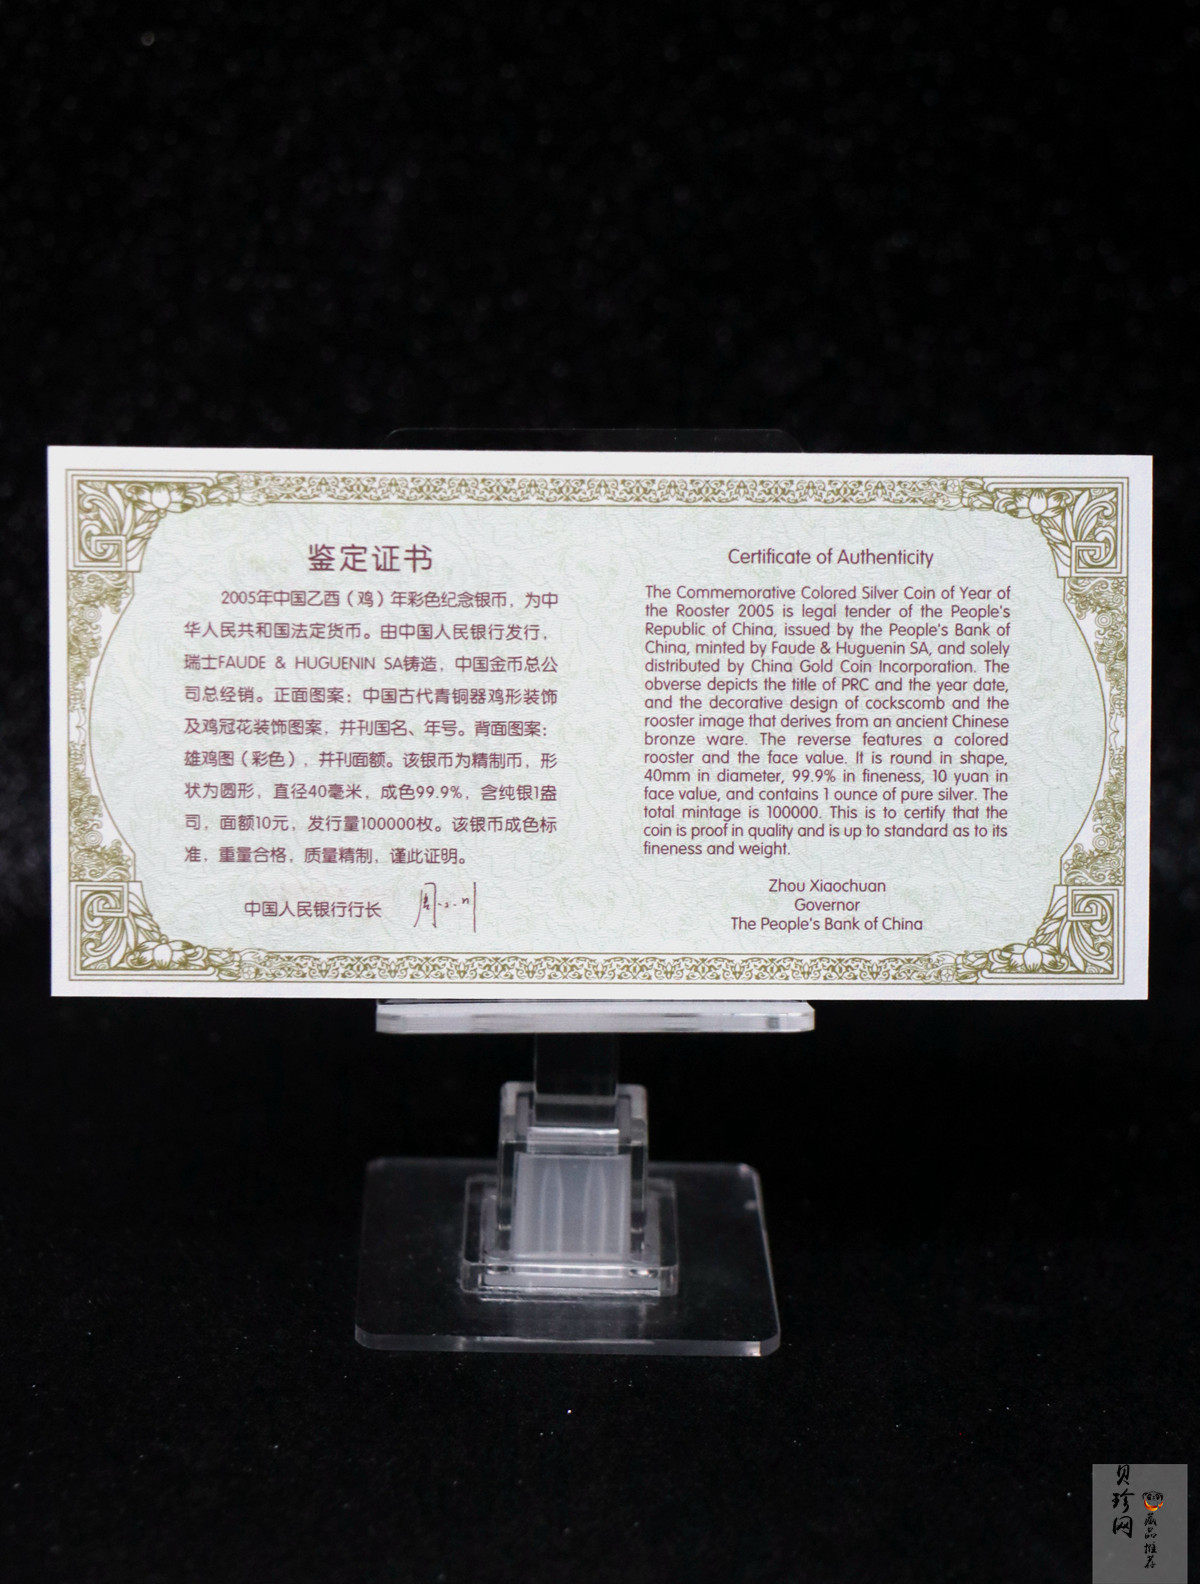 鉴定证书
2005年中国乙酉（鸡）年彩色纪念银币，为中
华人民共和国法定货币。由中国人民银行发行，
瑞士FAUDE & HUGUENIN SA铸造，中国金币总公
司总经销。正面图案：中国古代青铜器鸡形装饰
及鸡冠花装饰图案，并刊国名、年号。背面图案：
雄鸡图（彩色），并刊面额。该银币为精制币，形
状为圆形，直径40毫米，成色99.9%，含纯银1盎
司，面额10元，发行量100000枚。该银币成色标
准，重量合格，质量精制，谨此证明。
中国人民银行行长
Certificate of Authenticity
The Commemorative Colored Silver Coin of Year of
the Rooster 2005 is legal tender of the People's
Republic of China, issued by the People's Bank of
China, minted by Faude & Huguenin SA, and solely
distributed by China Gold Coin Incorporation. The
obverse depicts the title of PRC and the year date,
and the decorative design of cockscomb and the
rooster image that derives from an ancient Chinese
bronze ware. The reverse features a colored
rooster and the face value. It is round in shape,
40mm in diameter, 99.9% in fineness, 10 yuan in
face value, and contains 1 ounce of pure silver. The
total mintage is 100000. This is to certify that the
coin is proof in quality and is up to standard as to its
fineness and weight.
Zhou Xiaochuan
Governor
The People's Bank of China
贝珍网
藏品推荐